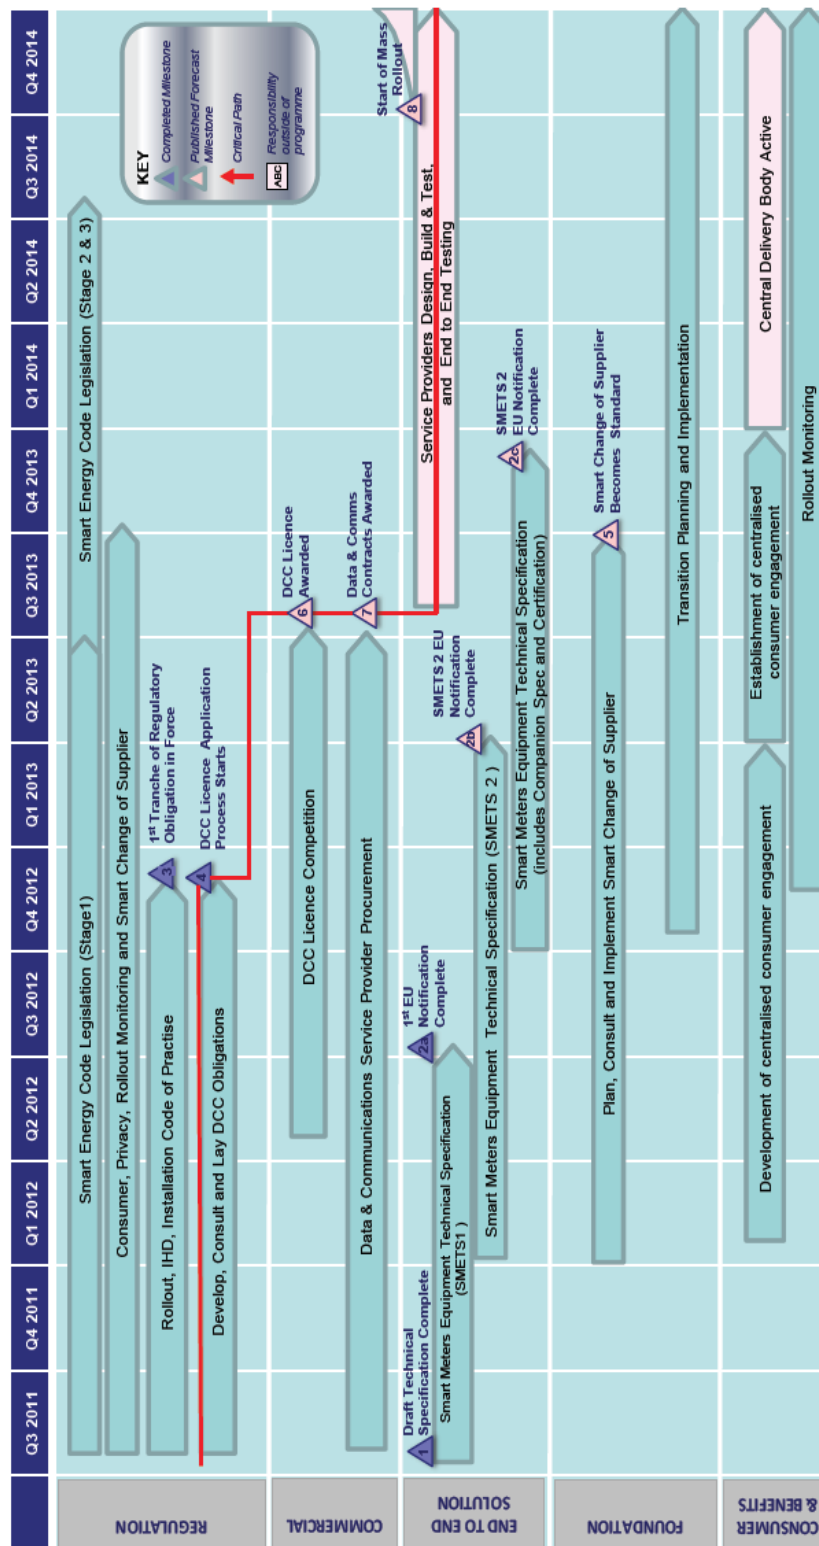 Q3 2011
Q4 2011
Q1 2012
Q2 2012
Q3 2012
Q4 2012
Q1 2013
Q2 2013
Q3 2013
Q4 2013
Q1 2014
Q2 2014
Q3 2014
Q4 2014
REGULATION
Smart Energy Code Legislation (Stage1)
Smart Energy Code Legislation (Stage 2 & 3)
Consumer, Privacy, Rollout Monitoring and Smart Change of Supplier
Rollout, IHD, Installation Code of Practise
3
1st Tranche of Regulatory
Obligation in Force
Develop, Consult and Lay DCC Obligations
4
DCC Licence Application
Process Starts
KEY
Completed Milestone
Published Forecast
Milestone
Critical Path
ABC
Responsibility
outside of
programme
COMMERCIAL
DCC Licence Competition
6
DCC Licence
Awarded
Data & Communications Service Provider Procurement
7
Data & Comms
Contracts Awarded
END TO END
SOLUTION
1
Draft Technical
Specification Complete
Smart Meters Equipment Technical Specification
(SMETS1 )
2a
1st EU
Notification
Complete
Smart Meters Equipment Technical Specification (SMETS 2 )
2b
SMETS 2 EU
Notification
Complete
Smart Meters Equipment Technical Specification
(includes Companion Spec and Certification)
2c
SMETS 2
EU Notification
Complete
Service Providers Design, Build & Test,
and End to End Testing
8
Start of Mass
Rollout
FOUNDATION
Plan, Consult and Implement Smart Change of Supplier
5
Smart Change of Supplier
Becomes Standard
Transition Planning and Implementation
CONSUMER
& BENEFITS
Development of centralised consumer engagement
Establishment of centralised
consumer engagement
Central Delivery Body Active
Rollout Monitoring